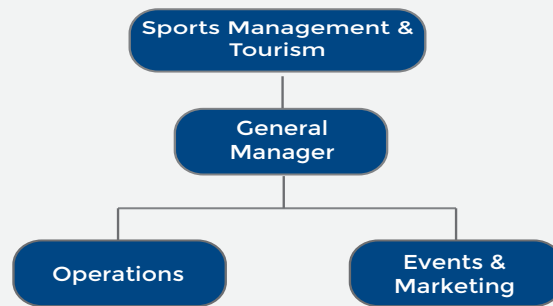 Sports Management &
Tourism
General
Manager
Operations
Events &
Marketing